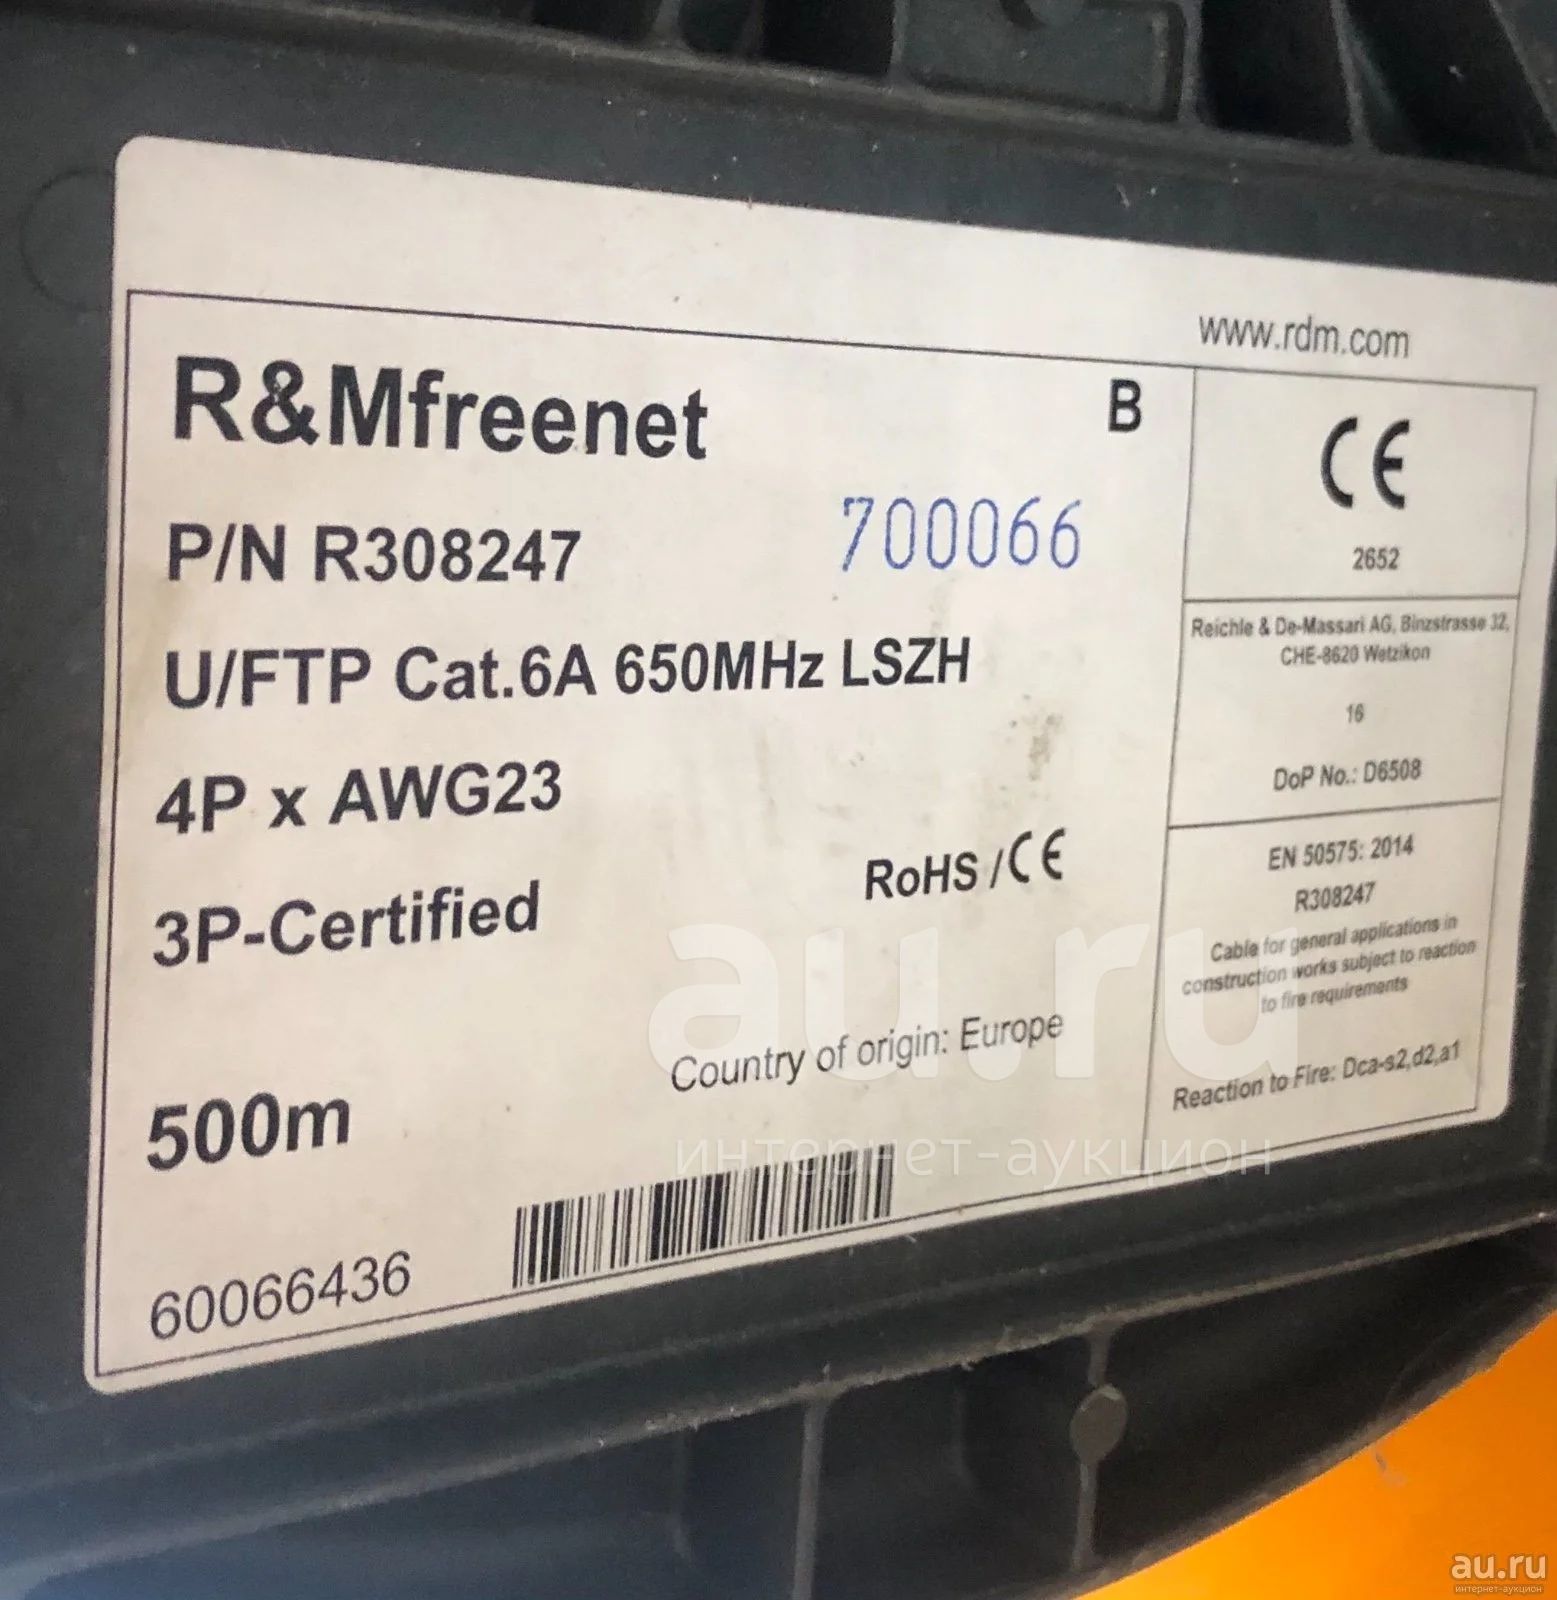 www.rdm.com
R&Mfreenet B
P/N R308247 700066
U/FTP Cat.6A 650MHz LSZH
4P x AWG23
3P-Certified
RoHS / CE
Country of origin: Europe
500m
60066436
CE
2652
Reichle & De-Massari AG, Binzstrasse 32,
CHE-8620 Wetzikon
16
DoP No.: D6508
EN 50575: 2014
R308247
Cable for general applications in
construction works subject to reaction
to fire requirements
Reaction to Fire: Dca-s2,d2,a1
au.ru
интернет-аукцион
au.ru
интернет-аукцион